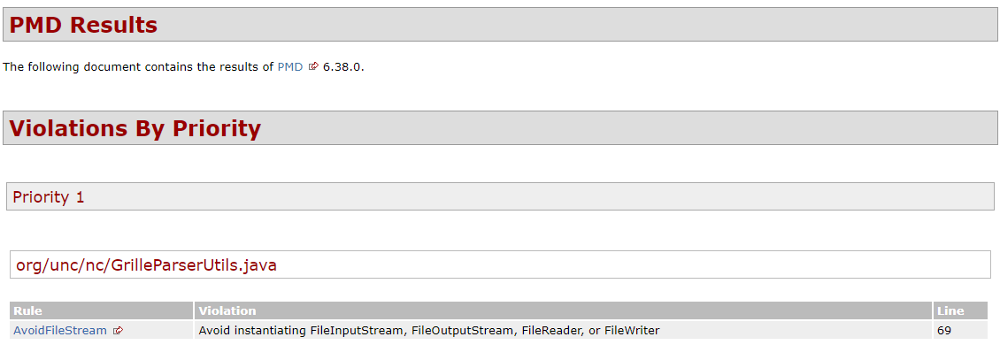 PMD Results
The following document contains the results of PMD 6.38.0.
Violations By Priority
Priority 1
org/unc/nc/GrilleParserUtils.java
Rule Violation Line
AvoidFileStream Avoid instantiating FileInputStream, FileOutputStream, FileReader, or FileWriter 69